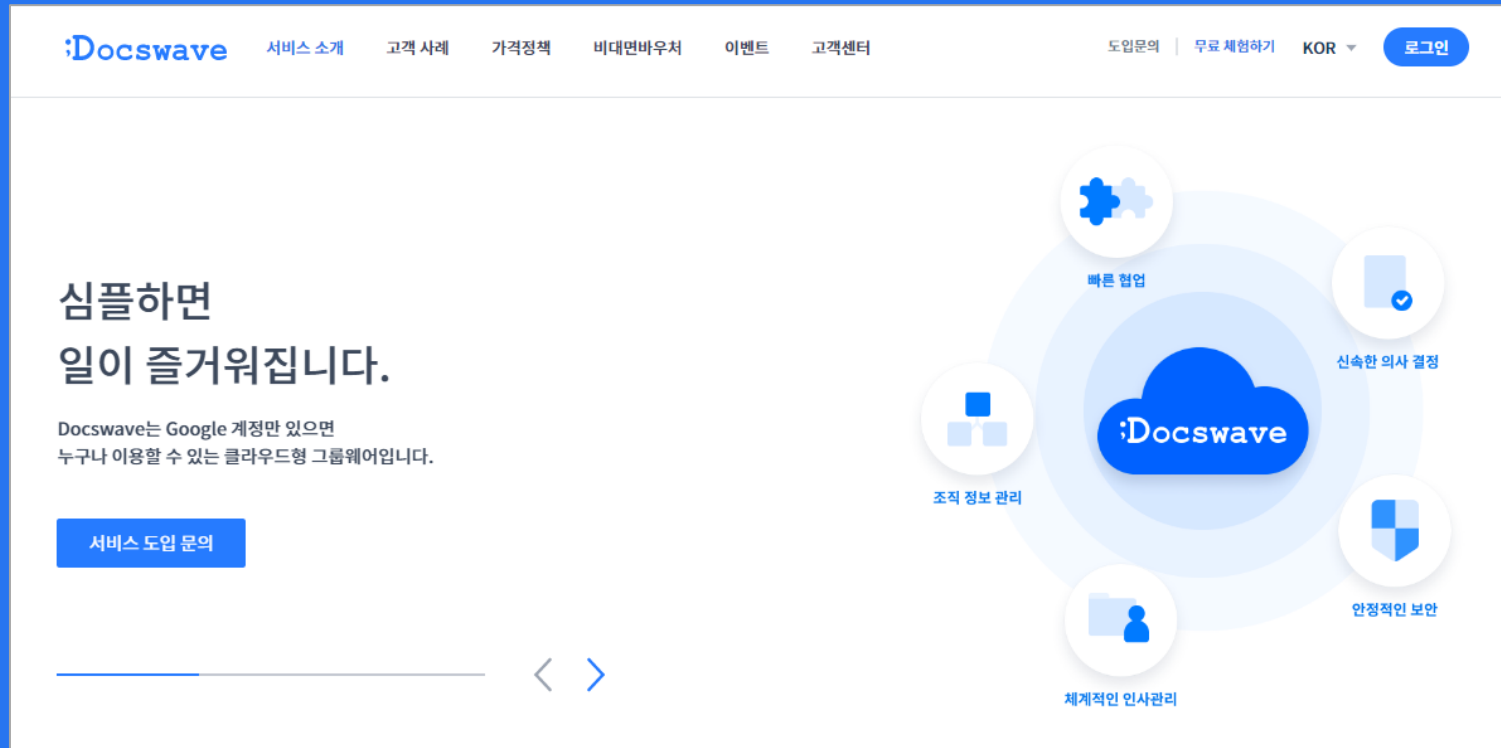 ;Docswave 서비스 소개 고객 사례 가격정책 비대면바우처 이벤트 고객센터 도입문의 무료 체험하기 KOR 로그인
심플하면
일이 즐거워집니다.
Docswave는 Google 계정만 있으면
누구나 이용할 수 있는 클라우드형 그룹웨어입니다.
서비스 도입 문의
빠른 협업
신속한 의사 결정
;Docswave
조직 정보 관리
안정적인 보안
체계적인 인사관리